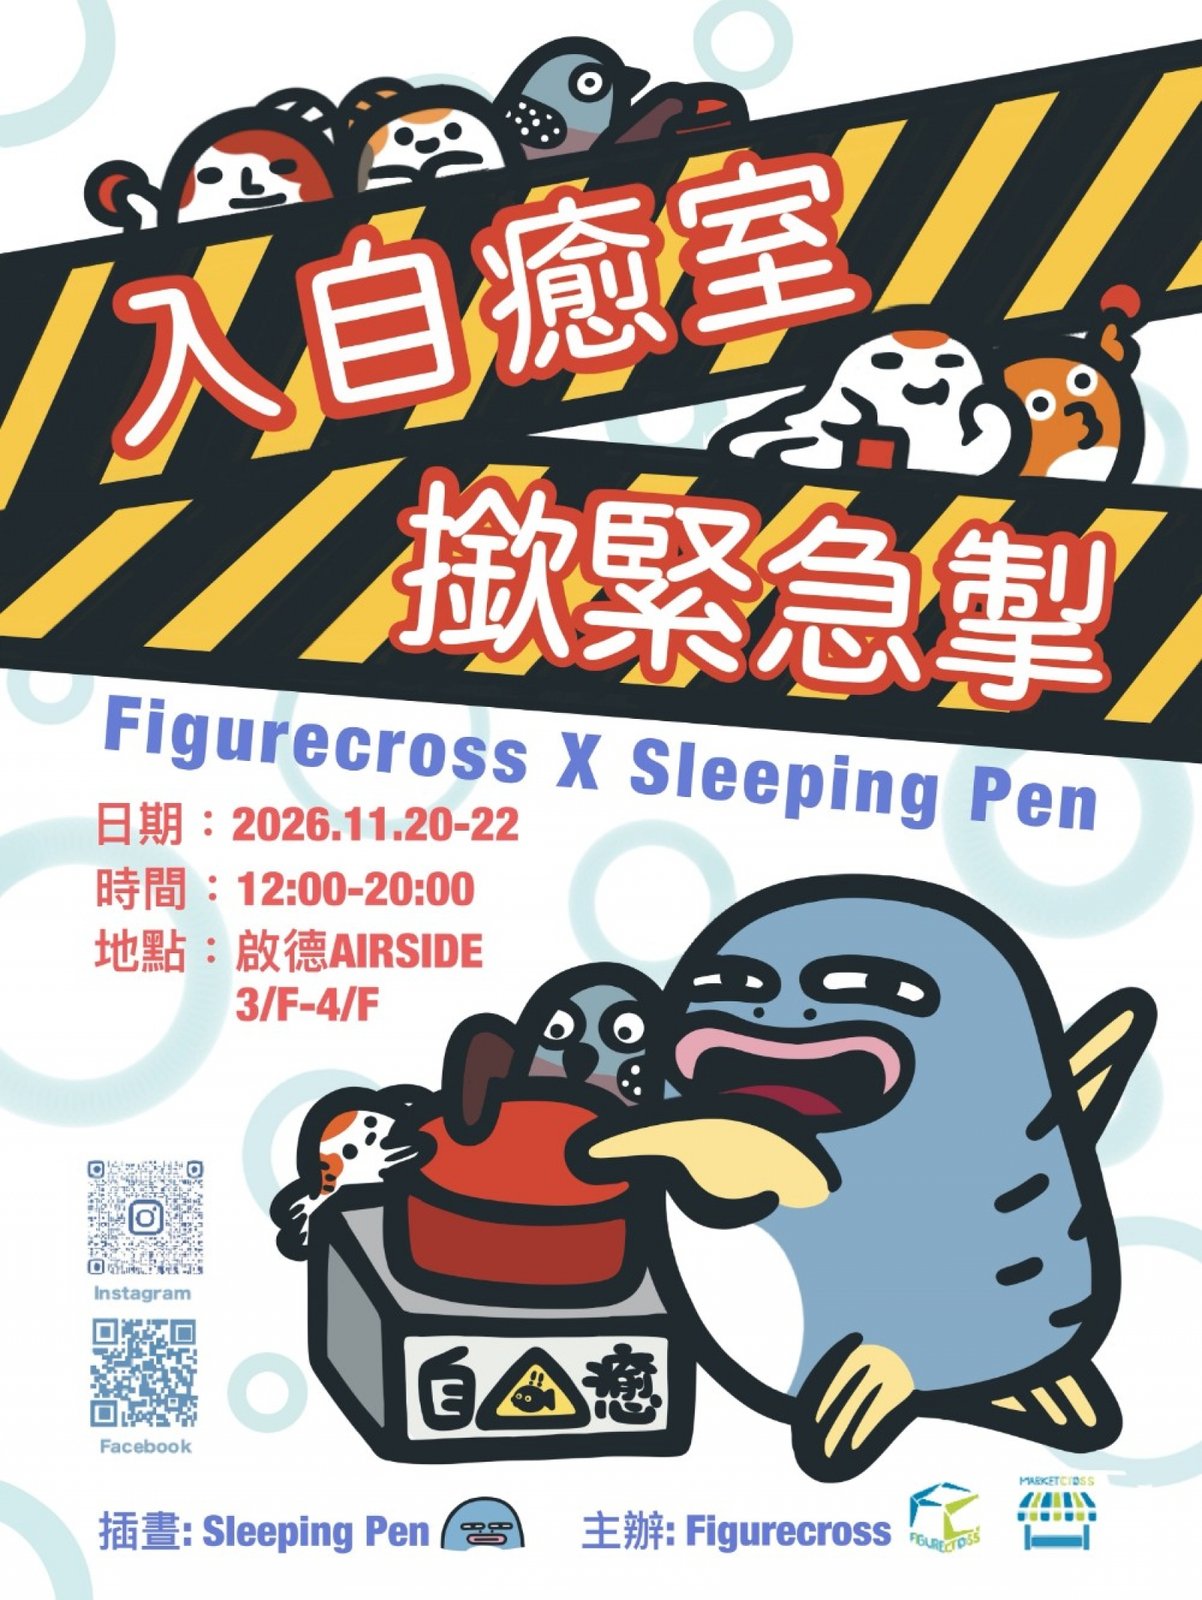 入自癒室
撳緊急掣
Figurecross X Sleeping Pen
日期：2026.11.20-22
時間：12:00-20:00
地點：啟德AIRSIDE
3/F-4/F
Instagram
Facebook
自 !! 癒
插畫: Sleeping Pen
主辦: Figurecross
FIGURECROSS
MARKETCROSS